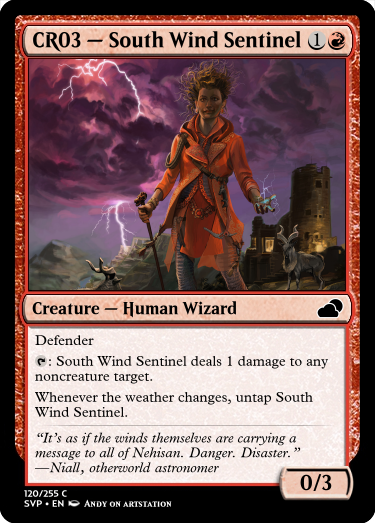 CR03 — South Wind Sentinel 1
Creature — Human Wizard
Defender
: South Wind Sentinel deals 1 damage to any
noncreature target.
Whenever the weather changes, untap South
Wind Sentinel.
“It’s as if the winds themselves are carrying a
message to all of Nehisan. Danger. Disaster.”
—Niall, otherworld astronomer
0/3
120/255 C
SVP • EN Andy on artstation